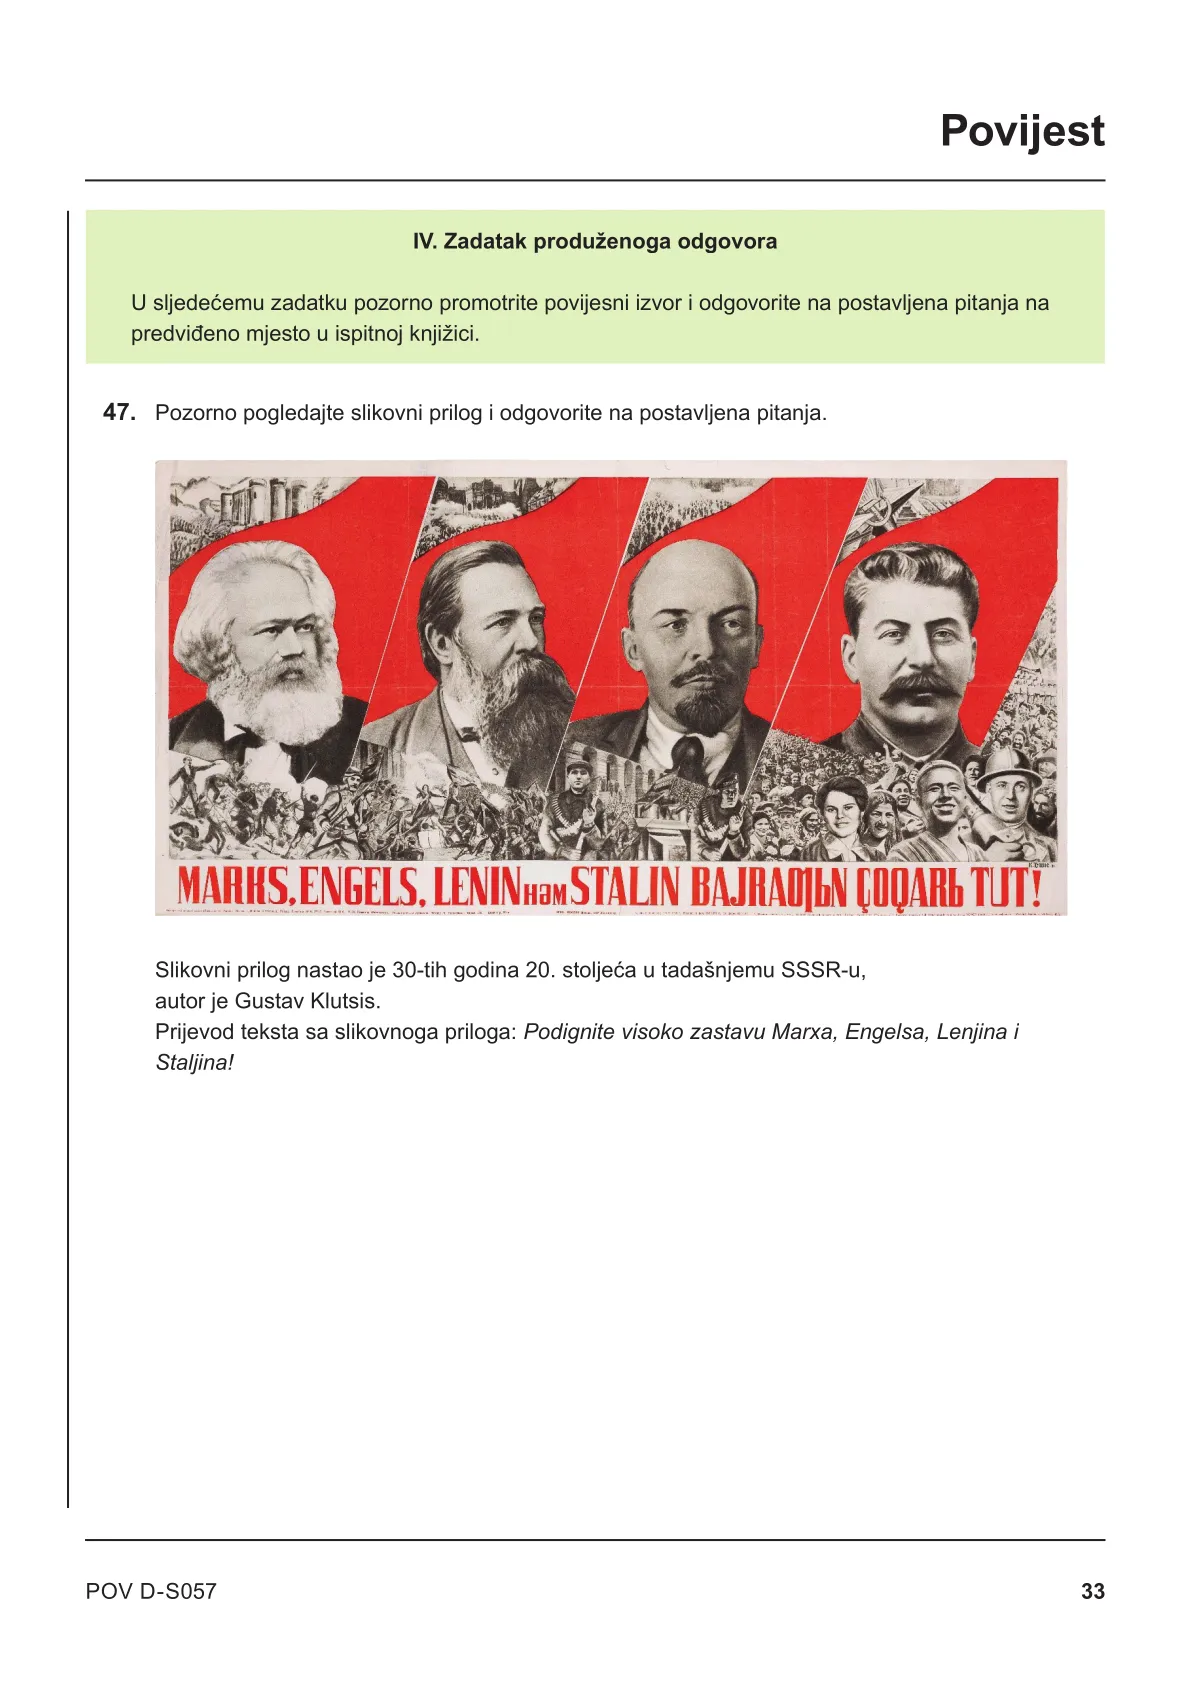 Povijest
IV. Zadatak produženoga odgovora
U sljedećemu zadatku pozorno promotrite povijesni izvor i odgovorite na postavljena pitanja na
predviđeno mjesto u ispitnoj knjižici.
47. Pozorno pogledajte slikovni prilog i odgovorite na postavljena pitanja.
MARKS, ENGELS, LENIN həm STALIN BAJRAƢЬN ÇOQARЬ TUT!
Slikovni prilog nastao je 30-tih godina 20. stoljeća u tadašnjemu SSSR-u,
autor je Gustav Klutsis.
Prijevod teksta sa slikovnoga priloga: Podignite visoko zastavu Marxa, Engelsa, Lenjina i
Staljina!
POV D-S057
33